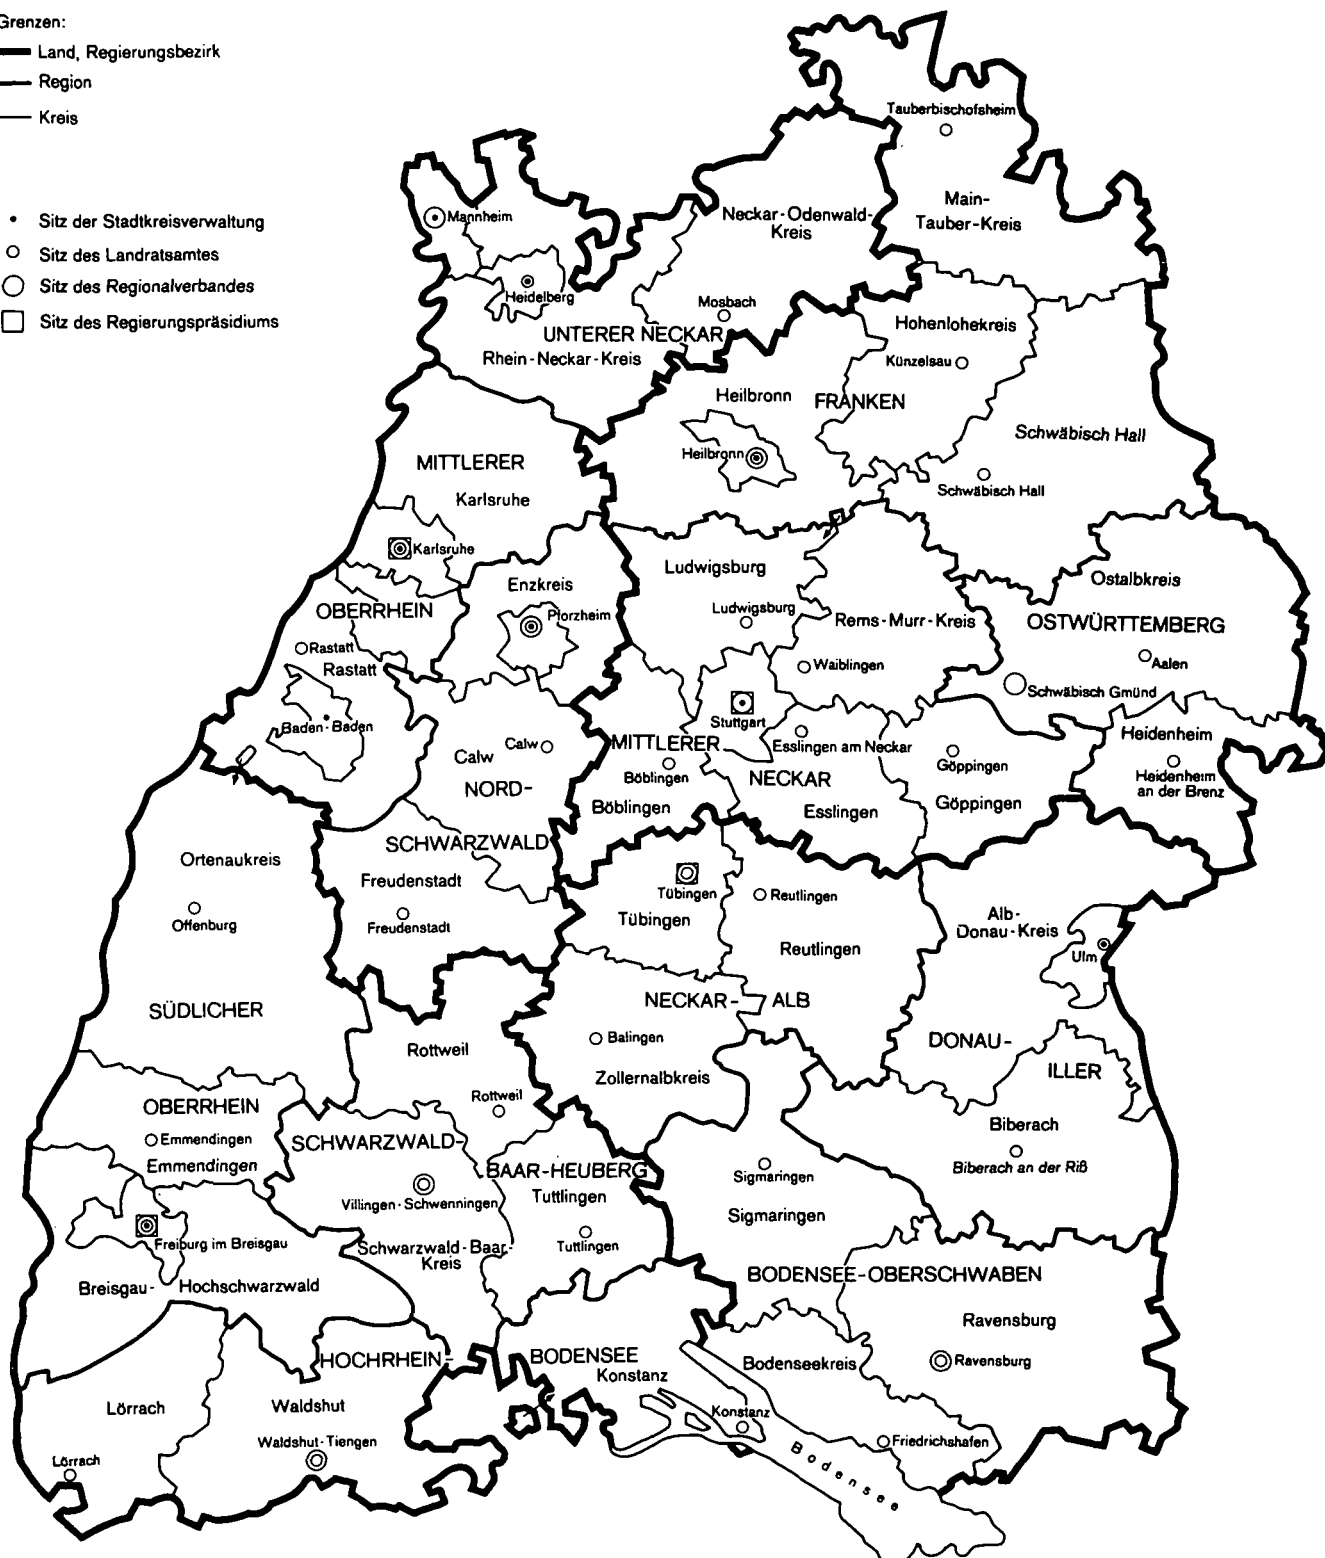 Grenzen:
Land, Regierungsbezirk
Region
Kreis
Sitz der Stadtkreisverwaltung
Sitz des Landratsamtes
Sitz des Regionalverbandes
Sitz des Regierungspräsidiums
Tauberbischofsheim
Main-
Tauber-Kreis
Neckar-Odenwald-
Kreis
Mannheim
Heidelberg
Mosbach
UNTERER NECKAR
Rhein-Neckar-Kreis
Hohenlohekreis
Künzelsau
Heilbronn
FRANKEN
Heilbronn
Schwäbisch Hall
Schwäbisch Hall
MITTLERER
Karlsruhe
Karlsruhe
Enzkreis
Pforzheim
OBERRHEIN
Rastatt
Rastatt
Baden-Baden
Ludwigsburg
Ludwigsburg
Rems-Murr-Kreis
Waiblingen
Ostalbkreis
OSTWÜRTTEMBERG
Aalen
Schwäbisch Gmünd
Stuttgart
Calw
Calw
NORD-
MITTLERER
Böblingen
Böblingen
Esslingen am Neckar
NECKAR
Esslingen
Göppingen
Göppingen
Heidenheim
Heidenheim
an der Brenz
SCHWARZWALD
Freudenstadt
Freudenstadt
Ortenaukreis
Offenburg
SÜDLICHER
Tübingen
Tübingen
Reutlingen
Reutlingen
Alb-
Donau-Kreis
Ulm
NECKAR-ALB
Balingen
Zollernalbkreis
DONAU-
ILLER
Rottweil
Rottweil
OBERRHEIN
Emmendingen
Emmendingen
SCHWARZWALD-
BAAR-HEUBERG
Villingen-Schwenningen
Tuttlingen
Tuttlingen
Schwarzwald-Baar-
Kreis
Biberach
Biberach an der Riß
Sigmaringen
Sigmaringen
Freiburg im Breisgau
Breisgau-Hochschwarzwald
BODENSEE-OBERSCHWABEN
Ravensburg
Ravensburg
Bodenseekreis
HOCHRHEIN-
BODENSEE
Konstanz
Konstanz
Lörrach
Lörrach
Waldshut
Waldshut-Tiengen
Friedrichshafen
Bodensee